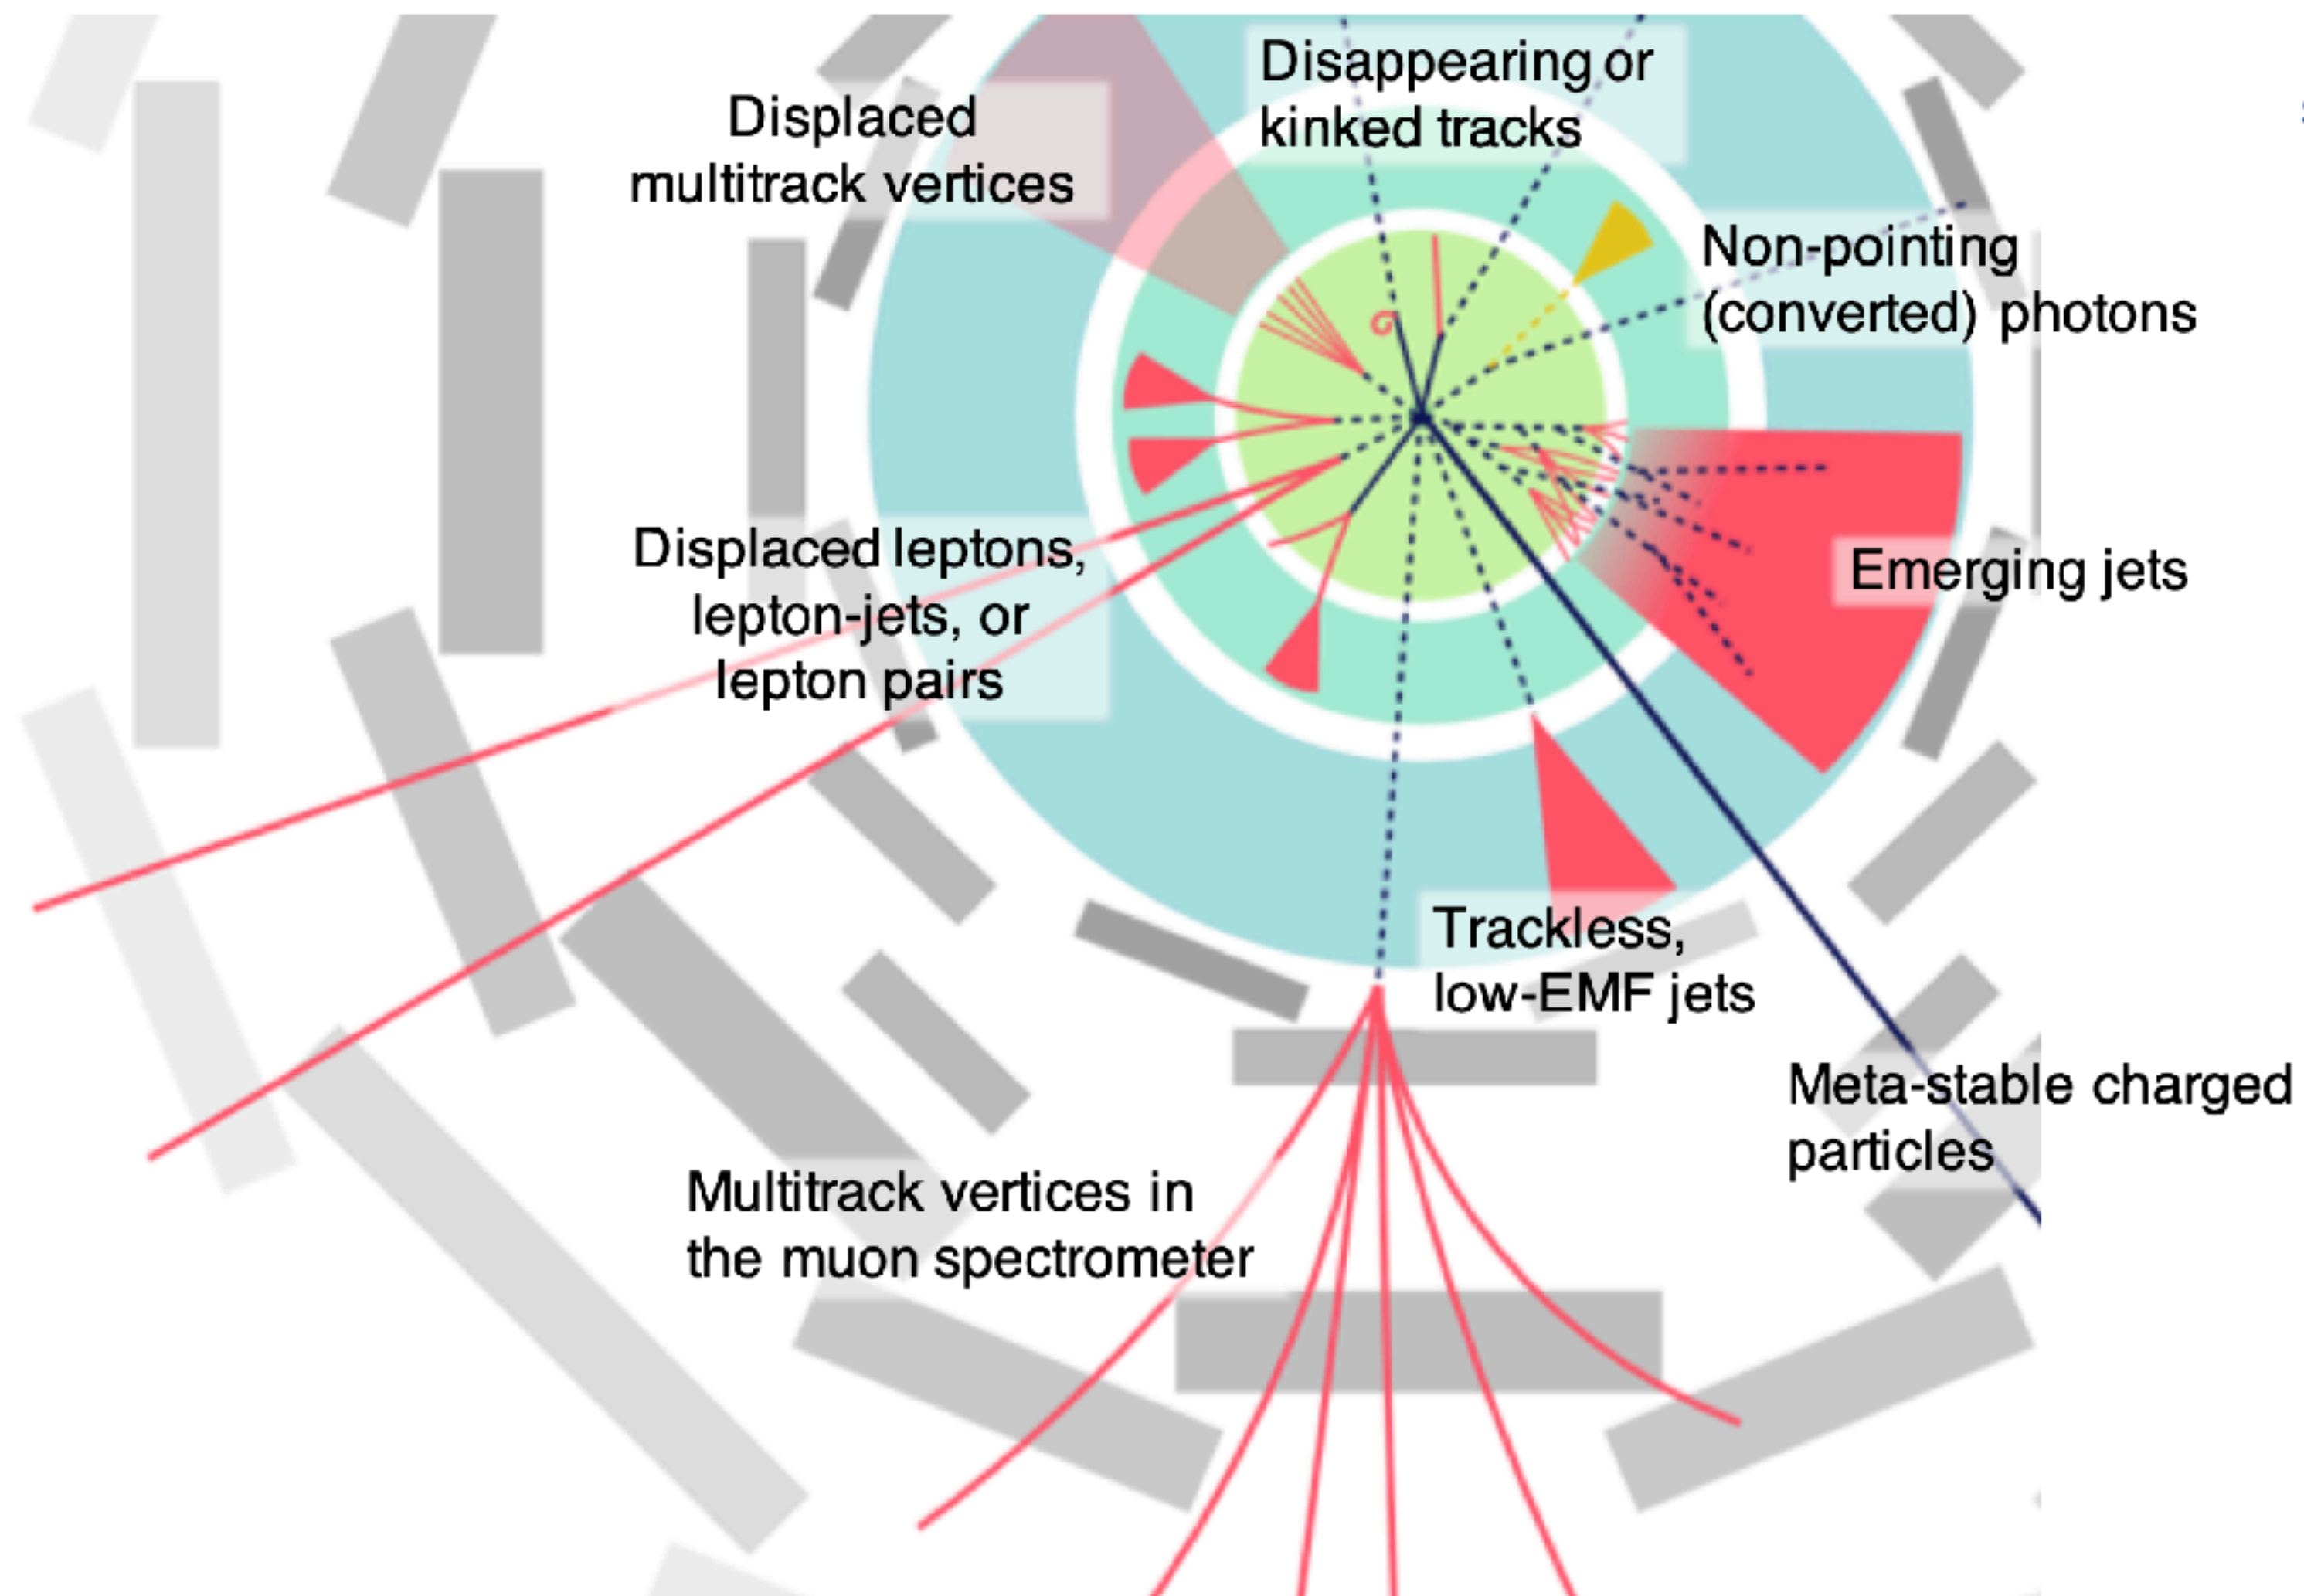 Disappearing or
kinked tracks
Displaced
multitrack vertices
Non-pointing
(converted) photons
Displaced leptons,
lepton-jets, or
lepton pairs
Emerging jets
Trackless,
low-EMF jets
Meta-stable charged
particles
Multitrack vertices in
the muon spectrometer